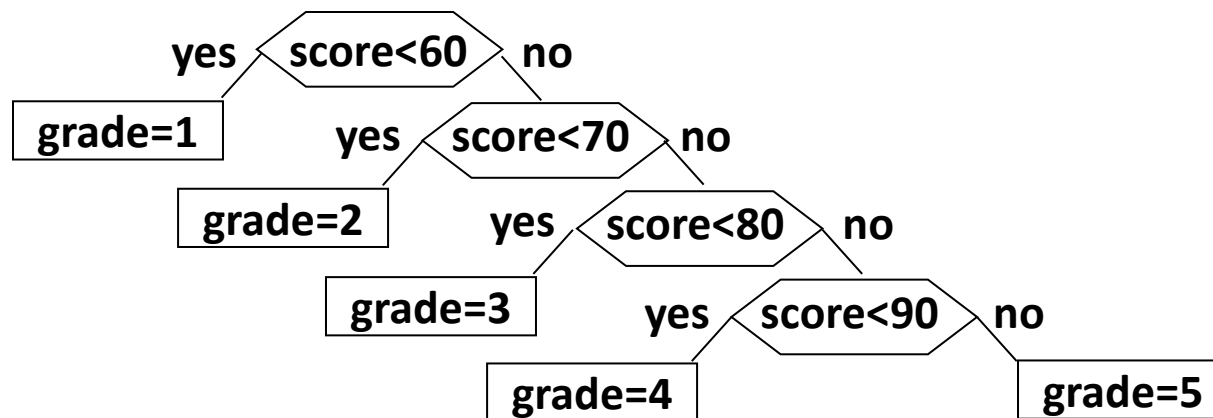 yes score<60 no
grade=1 yes score<70 no
grade=2 yes score<80 no
grade=3 yes score<90 no
grade=4 grade=5